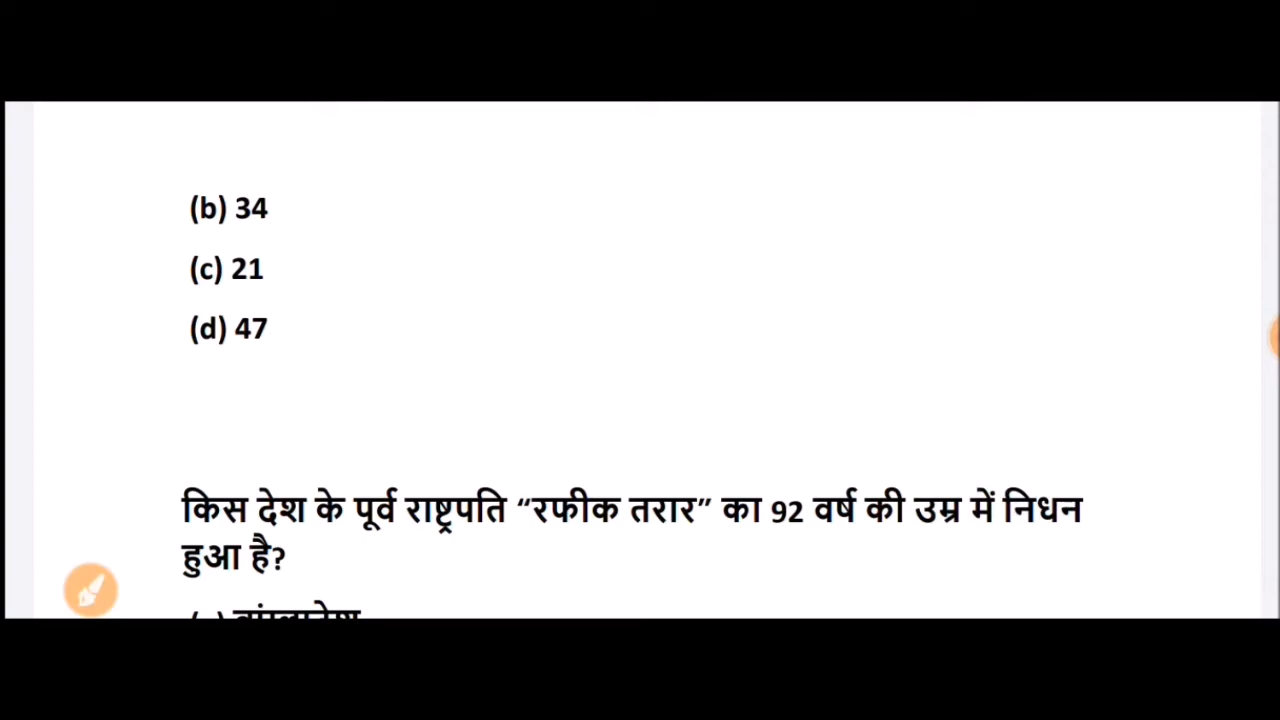 (b) 34
(c) 21
(d) 47
किस देश के पूर्व राष्ट्रपति “रफीक तरार” का 92 वर्ष की उम्र में निधन
हुआ है?